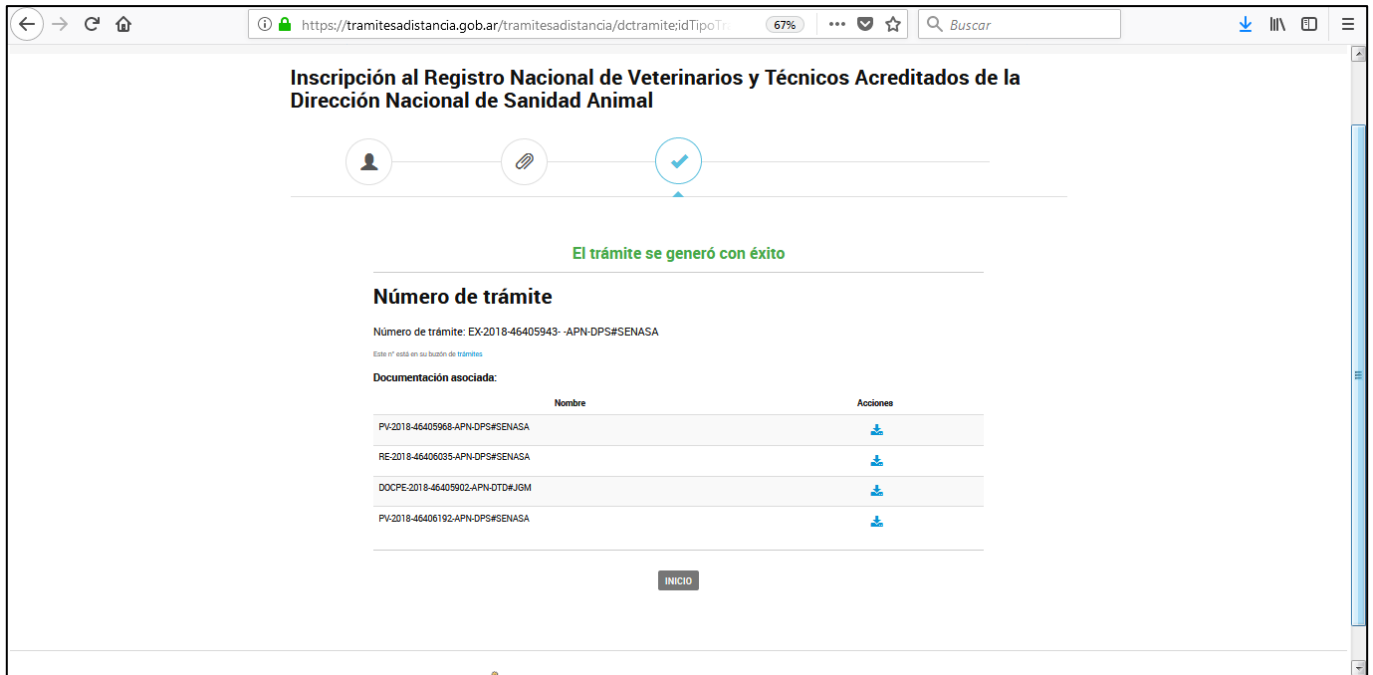 https://tramitesadistancia.gob.ar/tramitesadistancia/dctramite;idTipoTr
67%
Buscar
Inscripción al Registro Nacional de Veterinarios y Técnicos Acreditados de la
Dirección Nacional de Sanidad Animal
El trámite se generó con éxito
Número de trámite
Número de trámite: EX-2018-46405943- -APN-DPS#SENASA
Este n° está en su buzón de trámites
Documentación asociada:
Nombre Acciones
PV-2018-46405968-APN-DPS#SENASA
RE-2018-46406035-APN-DPS#SENASA
DOCPE-2018-46405902-APN-DTD#JGM
PV-2018-46406192-APN-DPS#SENASA
INICIO